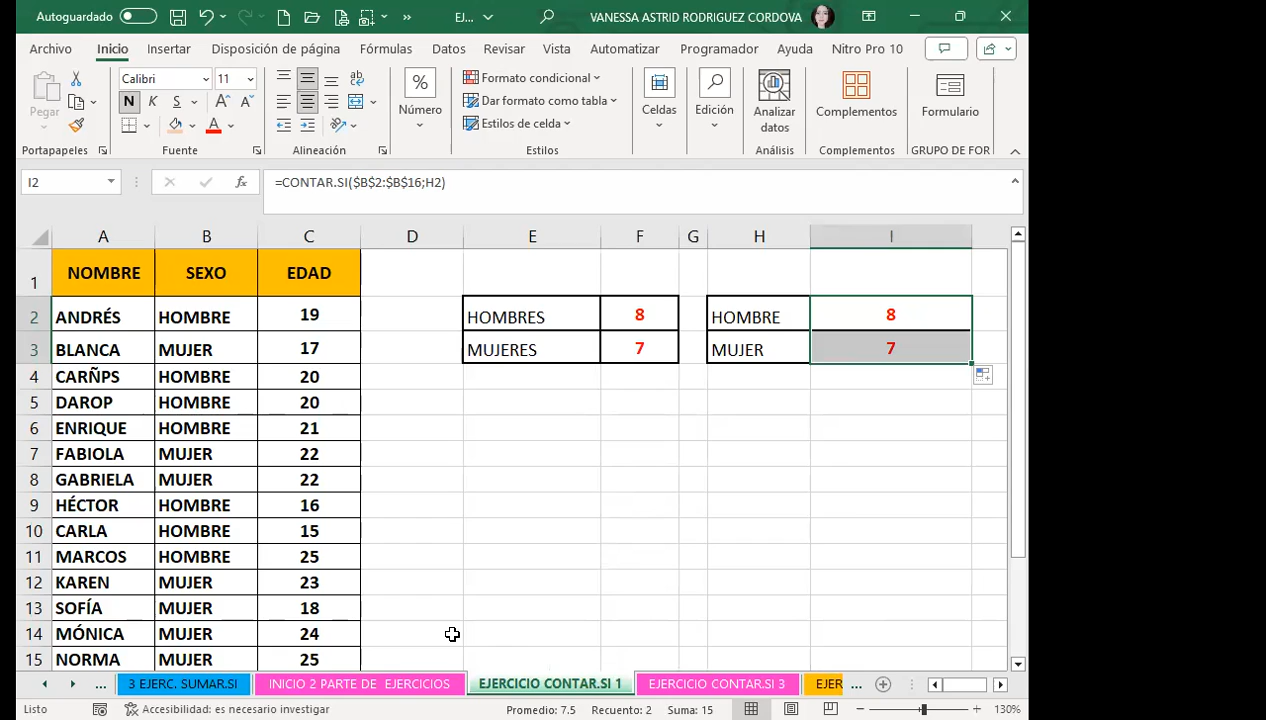 Autoguardado
EJ...
VANESSA ASTRID RODRIGUEZ CORDOVA
Archivo Inicio Insertar Disposición de página Fórmulas Datos Revisar Vista Automatizar Programador Ayuda Nitro Pro 10
Pegar
Calibri 11
N K S
%
Número
Formato condicional
Dar formato como tabla
Estilos de celda
Celdas
Edición
Analizar datos
Complementos
Formulario
Portapapeles Fuente Alineación Estilos Análisis Complementos GRUPO DE FOR
I2 fx =CONTAR.SI($B$2:$B$16;H2)
A B C D E F G H I
1 NOMBRE SEXO EDAD
2 ANDRÉS HOMBRE 19 HOMBRES 8 HOMBRE 8
3 BLANCA MUJER 17 MUJERES 7 MUJER 7
4 CARÑPS HOMBRE 20
5 DAROP HOMBRE 20
6 ENRIQUE HOMBRE 21
7 FABIOLA MUJER 22
8 GABRIELA MUJER 22
9 HÉCTOR HOMBRE 16
10 CARLA HOMBRE 15
11 MARCOS HOMBRE 25
12 KAREN MUJER 23
13 SOFÍA MUJER 18
14 MÓNICA MUJER 24
15 NORMA MUJER 25
... 3 EJERC. SUMAR.SI INICIO 2 PARTE DE EJERCICIOS EJERCICIO CONTAR.SI 1 EJERCICIO CONTAR.SI 3 EJER ...
Listo Accesibilidad: es necesario investigar Promedio: 7.5 Recuento: 2 Suma: 15 130%